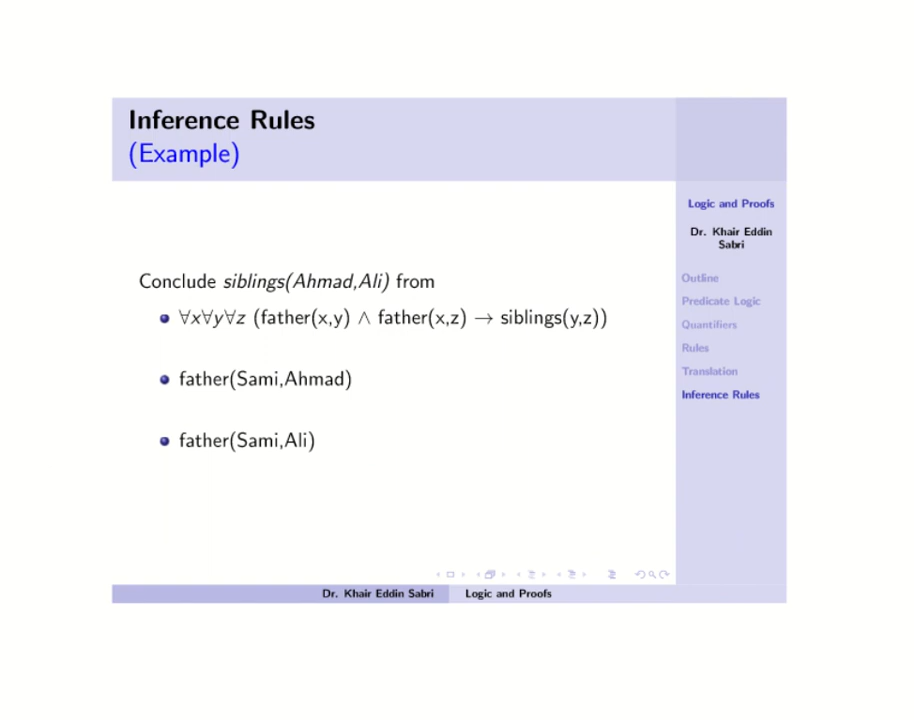 Inference Rules
(Example)
Logic and Proofs
Dr. Khair Eddin
Sabri
Outline
Predicate Logic
Quantifiers
Rules
Translation
Inference Rules
Conclude siblings(Ahmad,Ali) from
∀x∀y∀z (father(x,y) ∧ father(x,z) → siblings(y,z))
father(Sami,Ahmad)
father(Sami,Ali)
Dr. Khair Eddin Sabri
Logic and Proofs